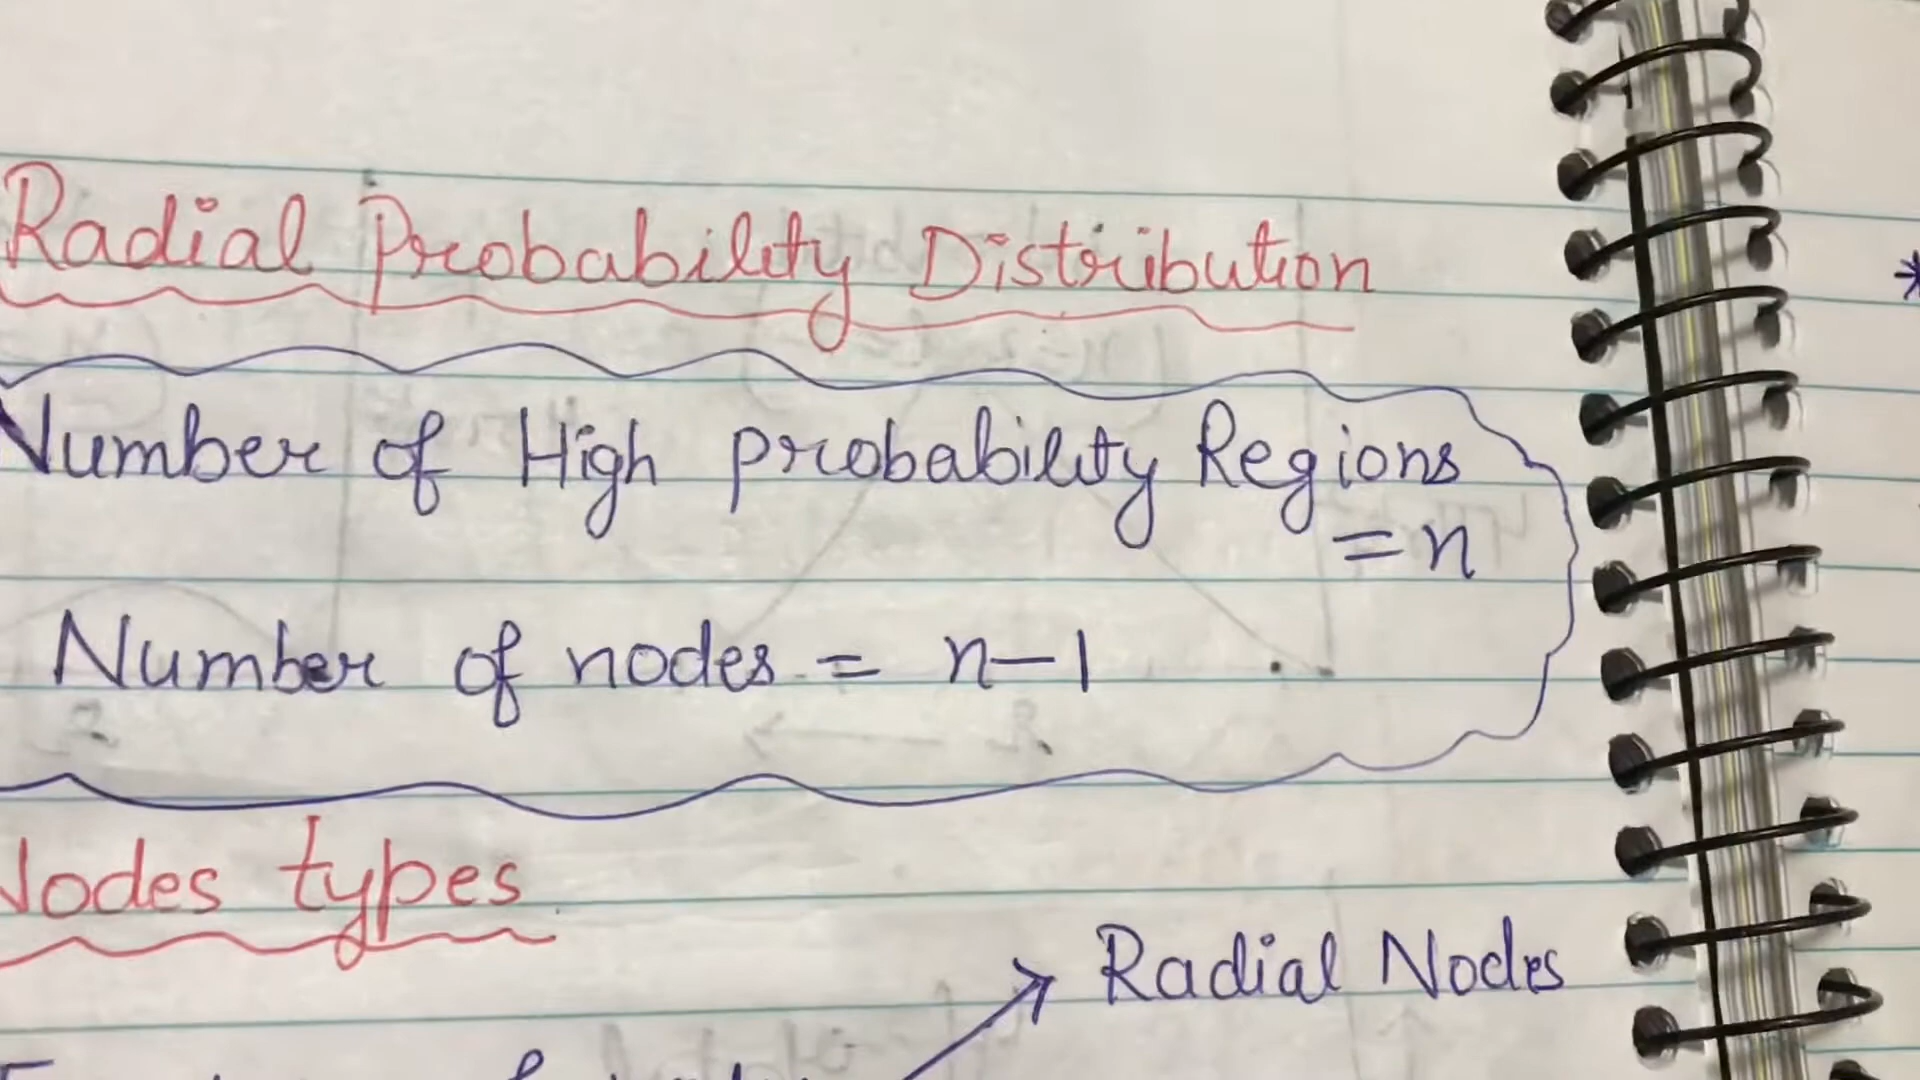 Radial Probability Distribution
Number of High probability Regions
= n
Number of nodes = n-1
Nodes types
Radial Nodes